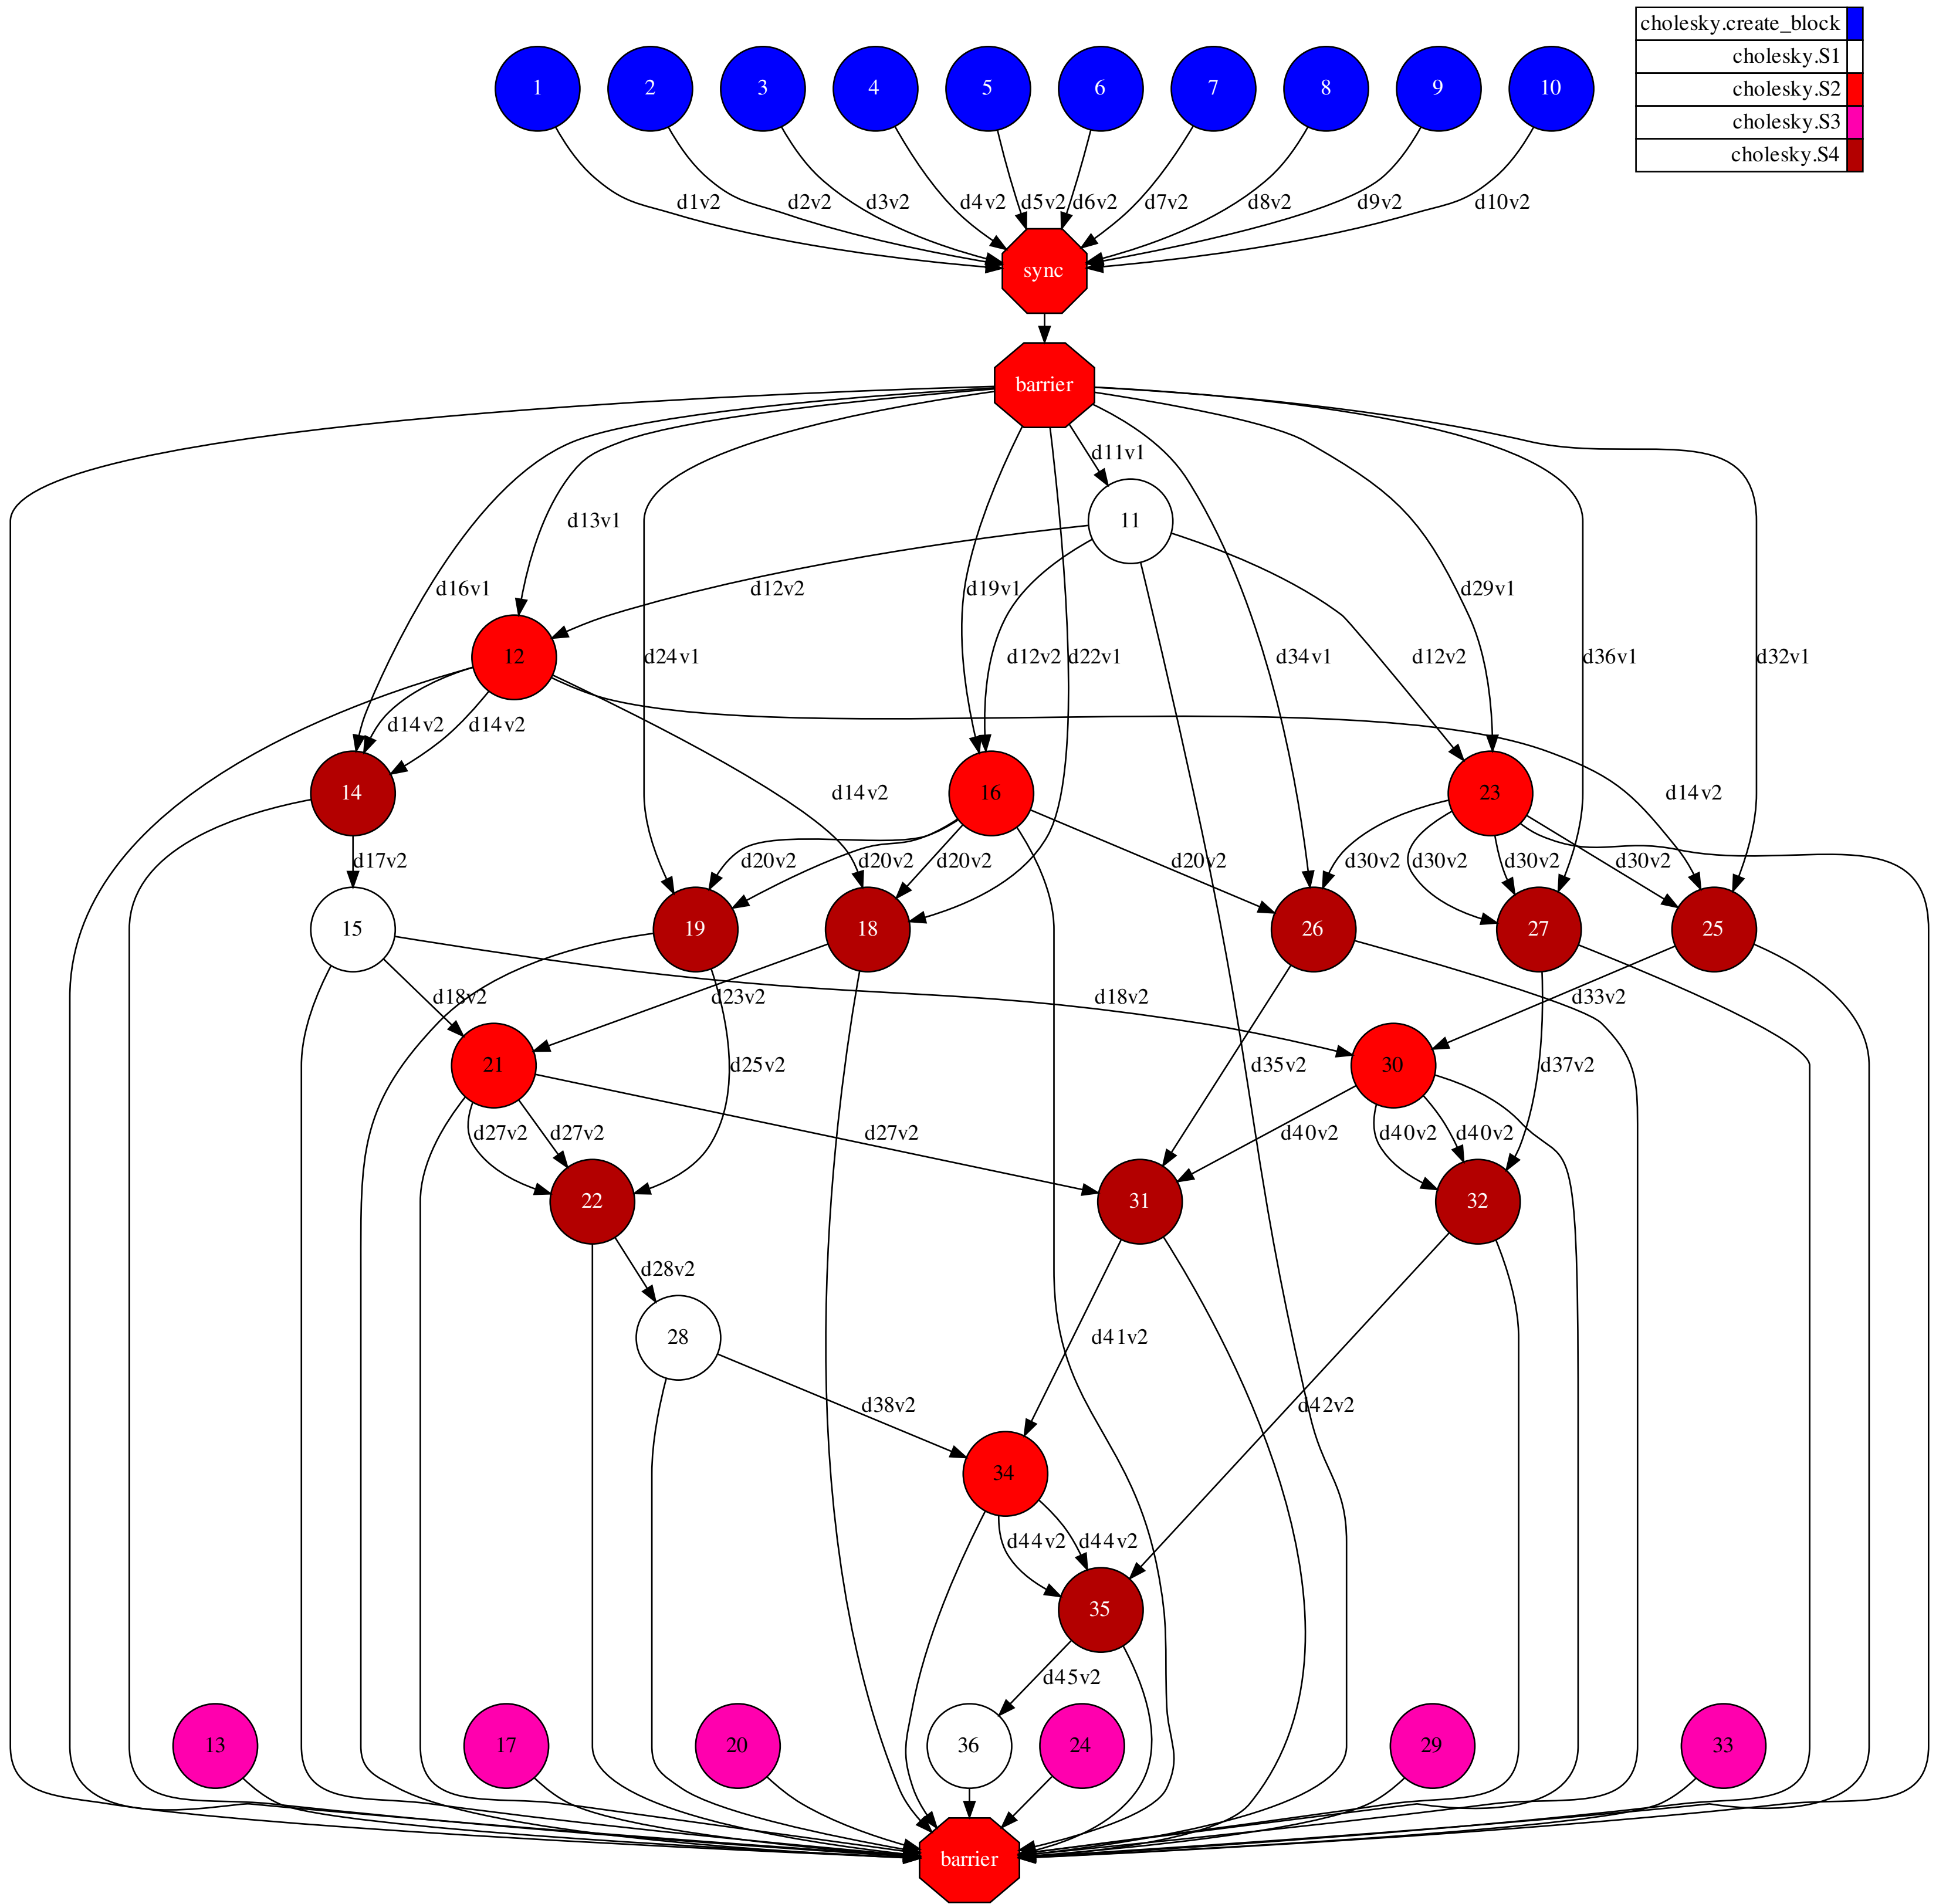 cholesky.create_block
cholesky.S1
cholesky.S2
cholesky.S3
cholesky.S4
1 2 3 4 5 6 7 8 9 10
d1v2 d2v2 d3v2 d4v2 d5v2 d6v2 d7v2 d8v2 d9v2 d10v2
sync
barrier
d11v1
11
d13v1
d16v1 d12v2 d19v1 d29v1
12 d24v1 d12v2 d22v1 d34v1 d12v2 d36v1 d32v1
d14v2 d14v2
14 d14v2 16 23 d14v2
d17v2 d20v2 d20v2 d20v2 d20v2 d30v2 d30v2 d30v2 d30v2
15 19 18 26 27 25
d18v2 d23v2 d18v2 d33v2
21 d25v2 d35v2 30 d37v2
d27v2 d27v2 d27v2 d40v2 d40v2 d40v2
22 31 32
d28v2
28 d41v2
d38v2 d42v2
34
d44v2 d44v2
35
d45v2
13 17 20 36 24 29 33
barrier